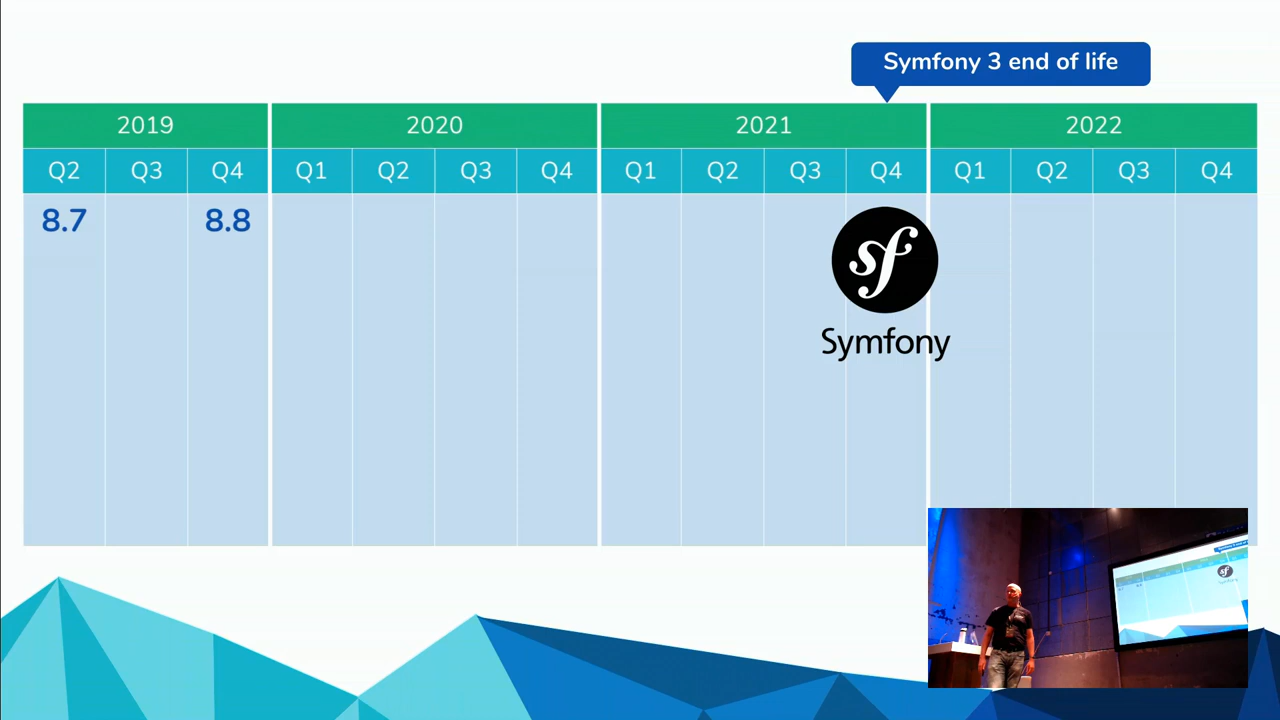 Symfony 3 end of life
2019 2020 2021 2022
Q2 Q3 Q4 Q1 Q2 Q3 Q4 Q1 Q2 Q3 Q4 Q1 Q2 Q3 Q4
8.7 8.8
sf
Symfony